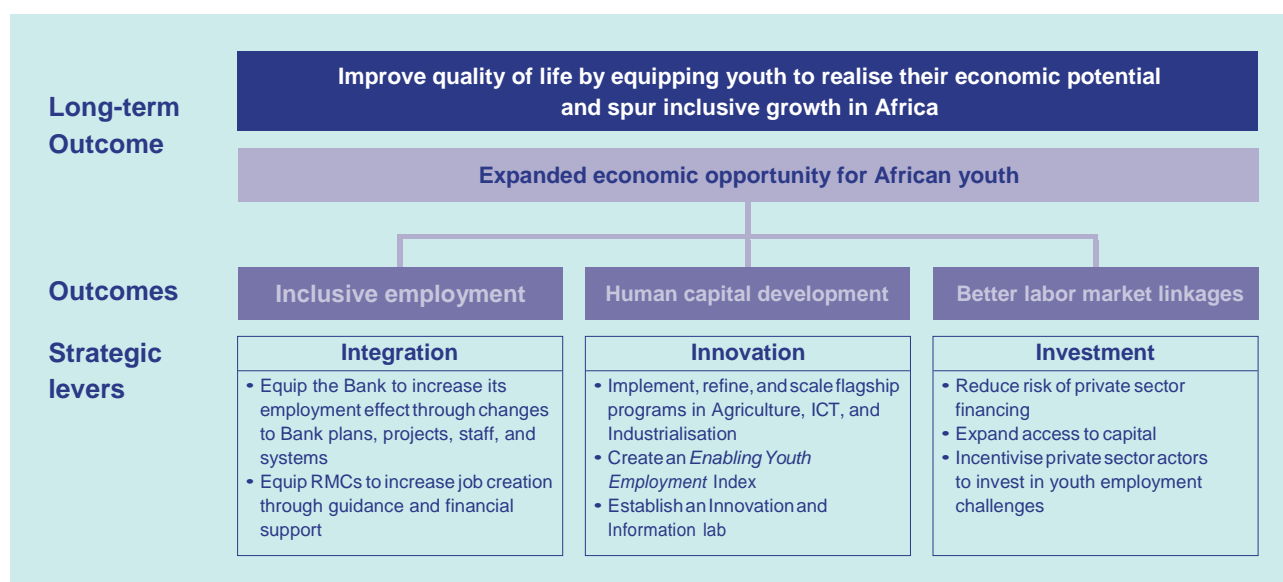 Long-term
Outcome
Improve quality of life by equipping youth to realise their economic potential
and spur inclusive growth in Africa
Expanded economic opportunity for African youth
Outcomes
Inclusive employment
Human capital development
Better labor market linkages
Strategic
levers
Integration
• Equip the Bank to increase its
employment effect through changes
to Bank plans, projects, staff, and
systems
• Equip RMCs to increase job creation
through guidance and financial
support
Innovation
• Implement, refine, and scale flagship
programs in Agriculture, ICT, and
Industrialisation
• Create an Enabling Youth
Employment Index
• Establish an Innovation and
Information lab
Investment
• Reduce risk of private sector
financing
• Expand access to capital
• Incentivise private sector actors
to invest in youth employment
challenges